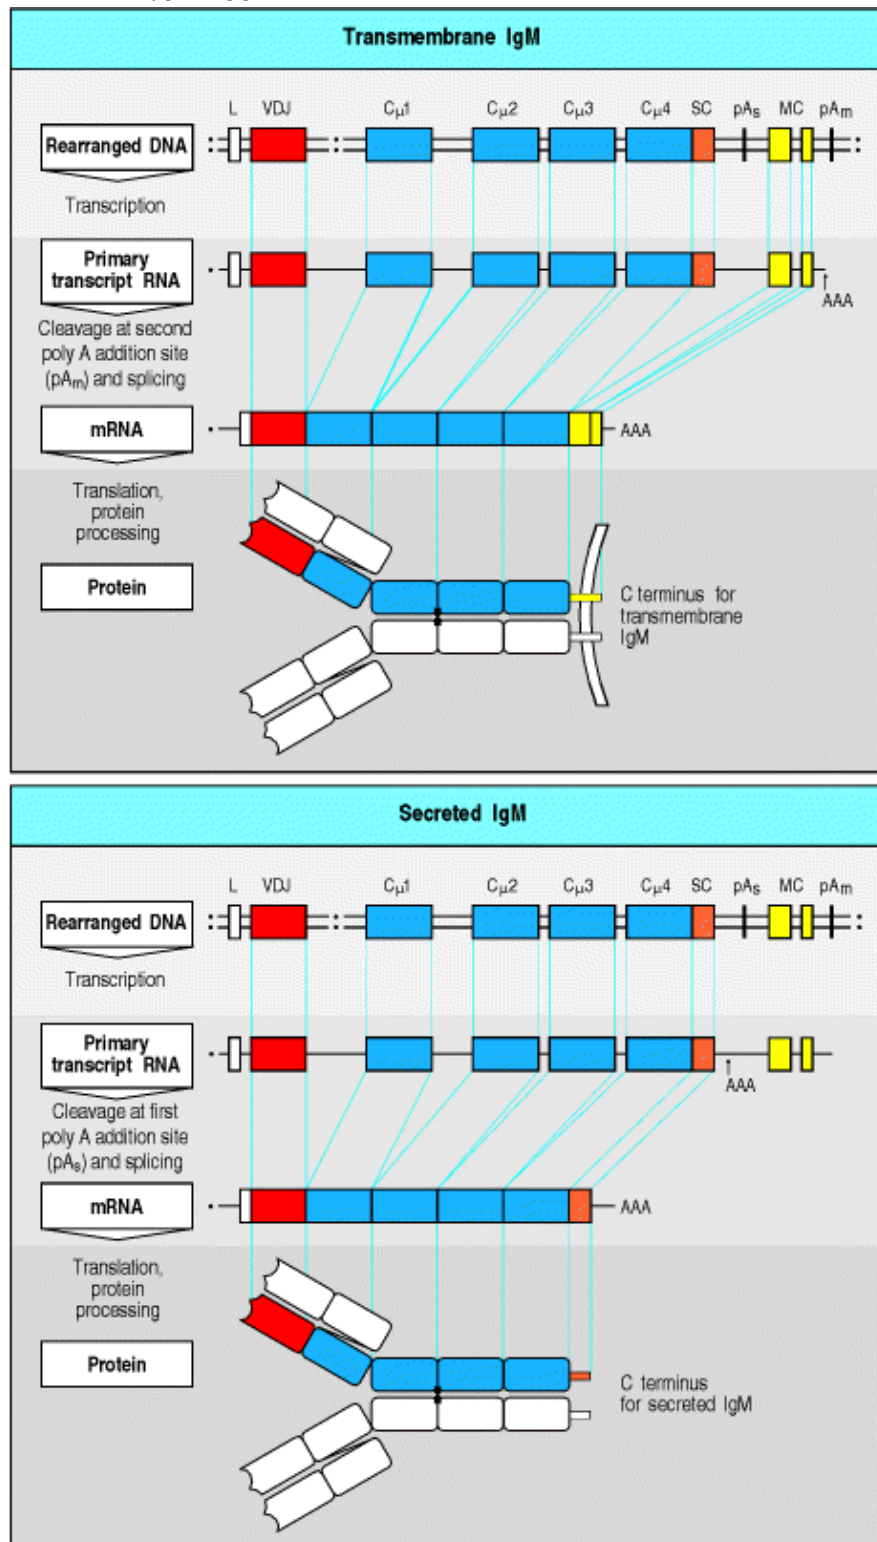 Transmembrane IgM
L VDJ Cμ1 Cμ2 Cμ3 Cμ4 SC pAs MC pAm
Rearranged DNA
Transcription
Primary
transcript RNA
AAA
Cleavage at second
poly A addition site
(pAm) and splicing
mRNA
AAA
Translation,
protein
processing
Protein
C terminus for
transmembrane
IgM
Secreted IgM
L VDJ Cμ1 Cμ2 Cμ3 Cμ4 SC pAs MC pAm
Rearranged DNA
Transcription
Primary
transcript RNA
AAA
Cleavage at first
poly A addition site
(pAs) and splicing
mRNA
AAA
Translation,
protein
processing
Protein
C terminus
for secreted IgM